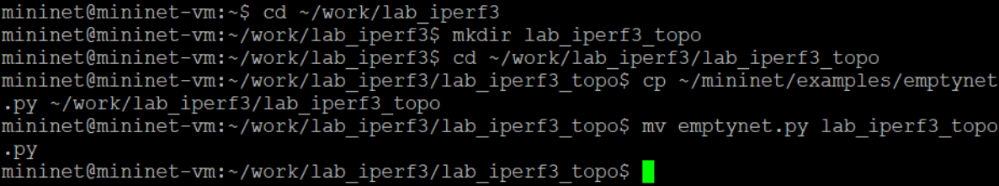 mininet@mininet-vm:~$ cd ~/work/lab_iperf3
mininet@mininet-vm:~/work/lab_iperf3$ mkdir lab_iperf3_topo
mininet@mininet-vm:~/work/lab_iperf3$ cd ~/work/lab_iperf3/lab_iperf3_topo
mininet@mininet-vm:~/work/lab_iperf3/lab_iperf3_topo$ cp ~/mininet/examples/emptynet
.py ~/work/lab_iperf3/lab_iperf3_topo
mininet@mininet-vm:~/work/lab_iperf3/lab_iperf3_topo$ mv emptynet.py lab_iperf3_topo
.py
mininet@mininet-vm:~/work/lab_iperf3/lab_iperf3_topo$